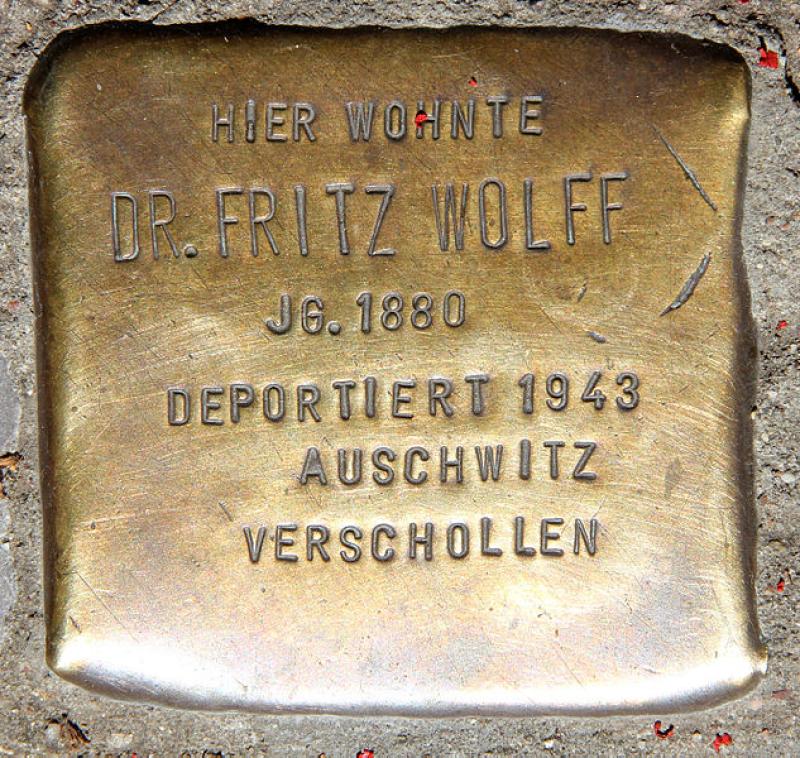 HIER WOHNTE
DR. FRITZ WOLFF
JG. 1880
DEPORTIERT 1943
AUSCHWITZ
VERSCHOLLEN